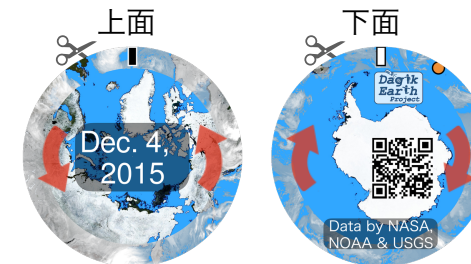 上面
下面
Dec. 4,
2015
Dagik
Earth
Project
Data by NASA,
NOAA & USGS